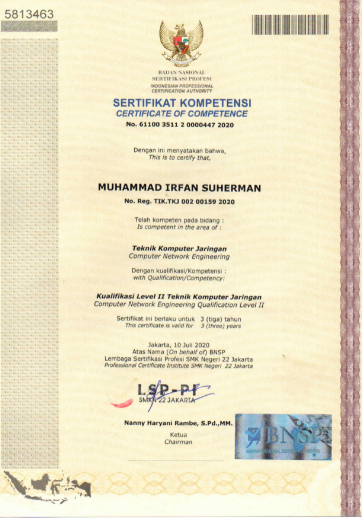 5813463
BADAN NASIONAL
SERTIFIKASI PROFESI
INDONESIAN PROFESSIONAL
CERTIFICATION AUTHORITY
SERTIFIKAT KOMPETENSI
CERTIFICATE OF COMPETENCE
No. 61100 3511 2 0000447 2020
Dengan ini menyatakan bahwa,
This is to certify that,
MUHAMMAD IRFAN SUHERMAN
No. Reg. TIK.TKJ 002 00159 2020
Telah kompeten pada bidang :
Is competent in the area of :
Teknik Komputer Jaringan
Computer Network Engineering
Dengan kualifikasi/Kompetensi :
with Qualification/Competency:
Kualifikasi Level II Teknik Komputer Jaringan
Computer Network Engineering Qualification Level II
Sertifikat ini berlaku untuk 3 (tiga) tahun
This certificate is valid for 3 (three) years
Jakarta, 10 Juli 2020
Atas Nama (On behalf of) BNSP
Lembaga Sertifikasi Profesi SMK Negeri 22 Jakarta
Professional Certificate Institute SMK Negeri 22 Jakarta
LSP-P1
SMKN 22 JAKARTA
Nanny Haryani Rambe, S.Pd.,MM.
Ketua
Chairman
BNSP